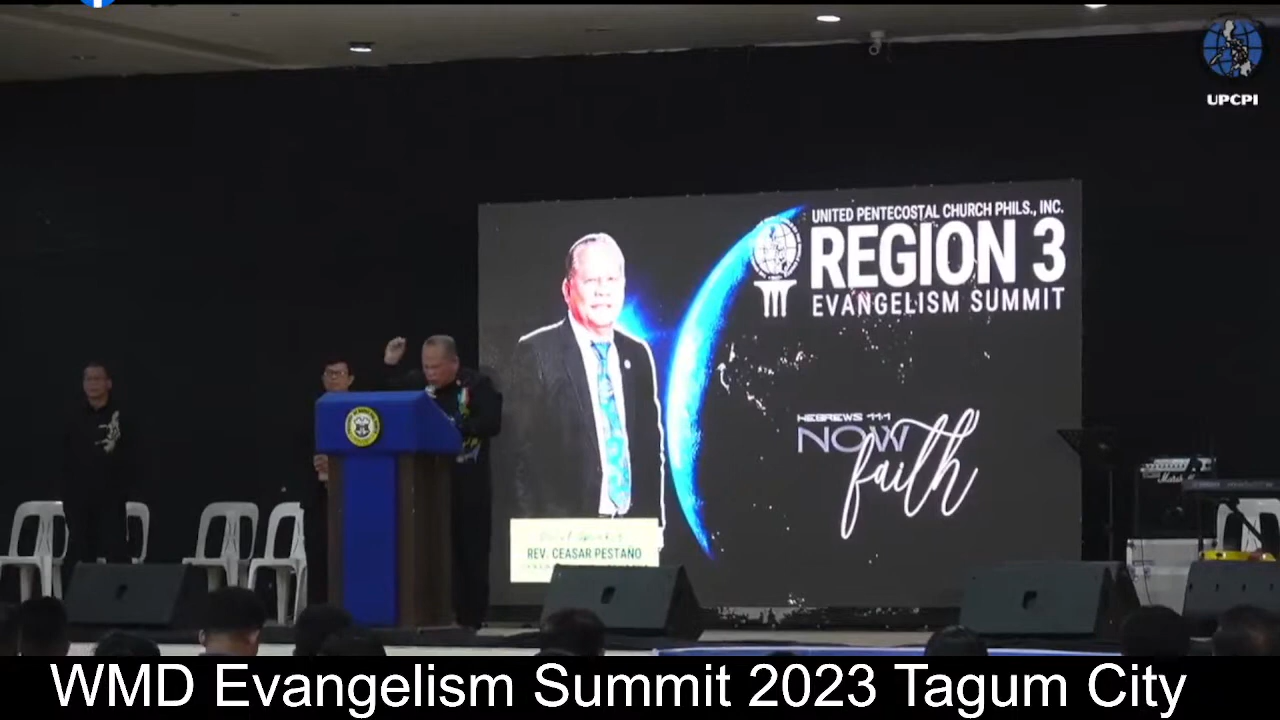 UPCPI
UNITED PENTECOSTAL CHURCH PHILS., INC.
REGION 3
EVANGELISM SUMMIT
HEBREWS 11:1
NOW
faith
REV. CEASAR PESTAÑO
Marshall
WMD Evangelism Summit 2023 Tagum City